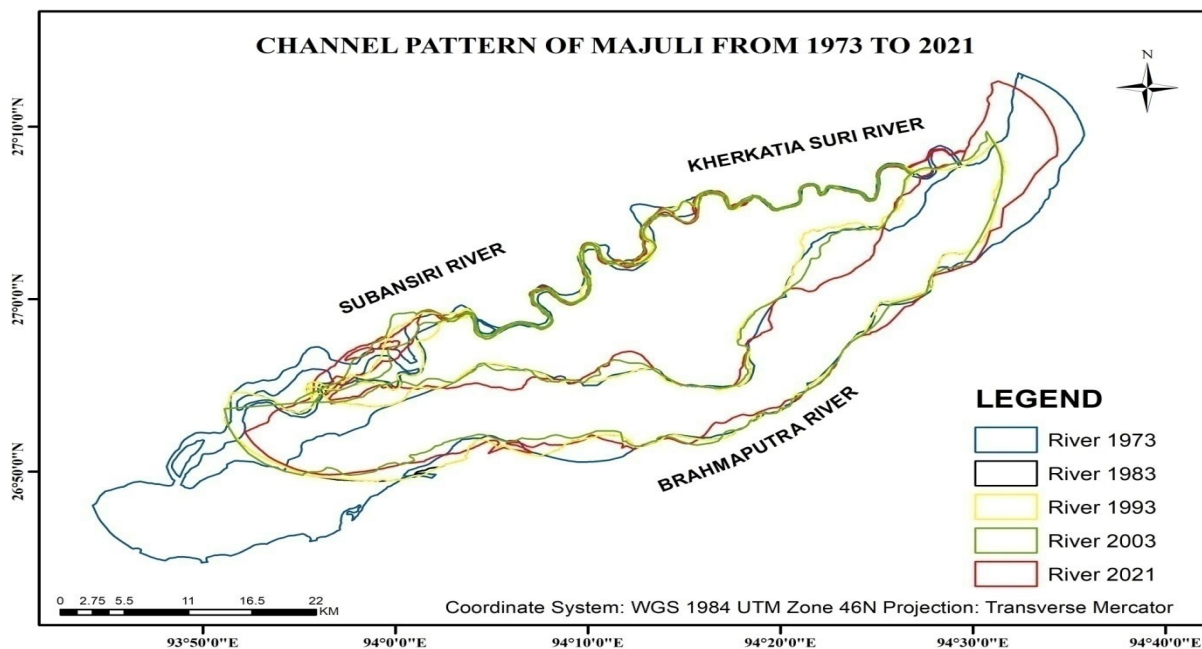 CHANNEL PATTERN OF MAJULI FROM 1973 TO 2021
N
KHERKATIA SURI RIVER
SUBANSIRI RIVER
BRAHMAPUTRA RIVER
27°10'0"N
27°0'0"N
26°50'0"N
LEGEND
River 1973
River 1983
River 1993
River 2003
River 2021
0 2.75 5.5 11 16.5 22
KM
Coordinate System: WGS 1984 UTM Zone 46N Projection: Transverse Mercator
93°50'0"E 94°0'0"E 94°10'0"E 94°20'0"E 94°30'0"E 94°40'0"E